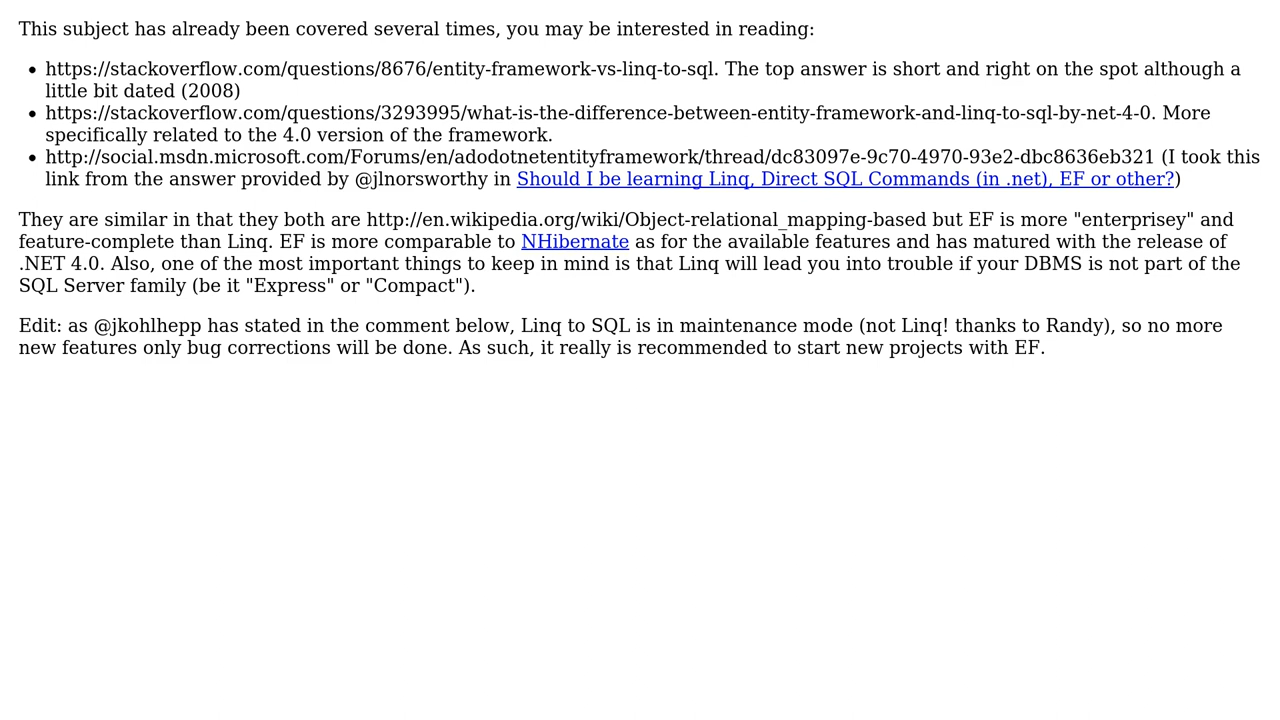 This subject has already been covered several times, you may be interested in reading:
• https://stackoverflow.com/questions/8676/entity-framework-vs-linq-to-sql. The top answer is short and right on the spot although a
little bit dated (2008)
• https://stackoverflow.com/questions/3293995/what-is-the-difference-between-entity-framework-and-linq-to-sql-by-net-4-0. More
specifically related to the 4.0 version of the framework.
• http://social.msdn.microsoft.com/Forums/en/adodotnetentityframework/thread/dc83097e-9c70-4970-93e2-dbc8636eb321 (I took this
link from the answer provided by @jlnorsworthy in Should I be learning Linq, Direct SQL Commands (in .net), EF or other?)
They are similar in that they both are http://en.wikipedia.org/wiki/Object-relational_mapping-based but EF is more "enterprisey" and
feature-complete than Linq. EF is more comparable to NHibernate as for the available features and has matured with the release of
.NET 4.0. Also, one of the most important things to keep in mind is that Linq will lead you into trouble if your DBMS is not part of the
SQL Server family (be it "Express" or "Compact").
Edit: as @jkohlhepp has stated in the comment below, Linq to SQL is in maintenance mode (not Linq! thanks to Randy), so no more
new features only bug corrections will be done. As such, it really is recommended to start new projects with EF.